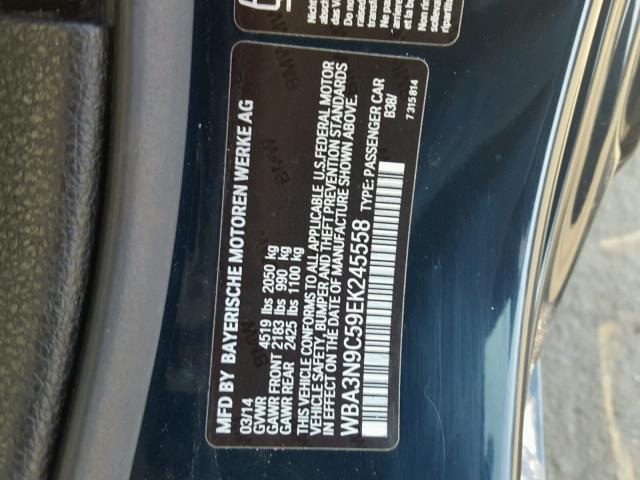 MFD BY BAYERISCHE MOTOREN WERKE AG
03/14
GVWR 4519 lbs 2050 kg
GAWR FRONT 2183 lbs 990 kg
GAWR REAR 2425 lbs 1100 kg
THIS VEHICLE CONFORMS TO ALL APPLICABLE U.S.FEDERAL MOTOR
VEHICLE SAFETY, BUMPER AND THEFT PREVENTION STANDARDS
IN EFFECT ON THE DATE OF MANUFACTURE SHOWN ABOVE.
WBA3N9C59EK245558 TYPE: PASSENGER CAR
B38/
7 315 814